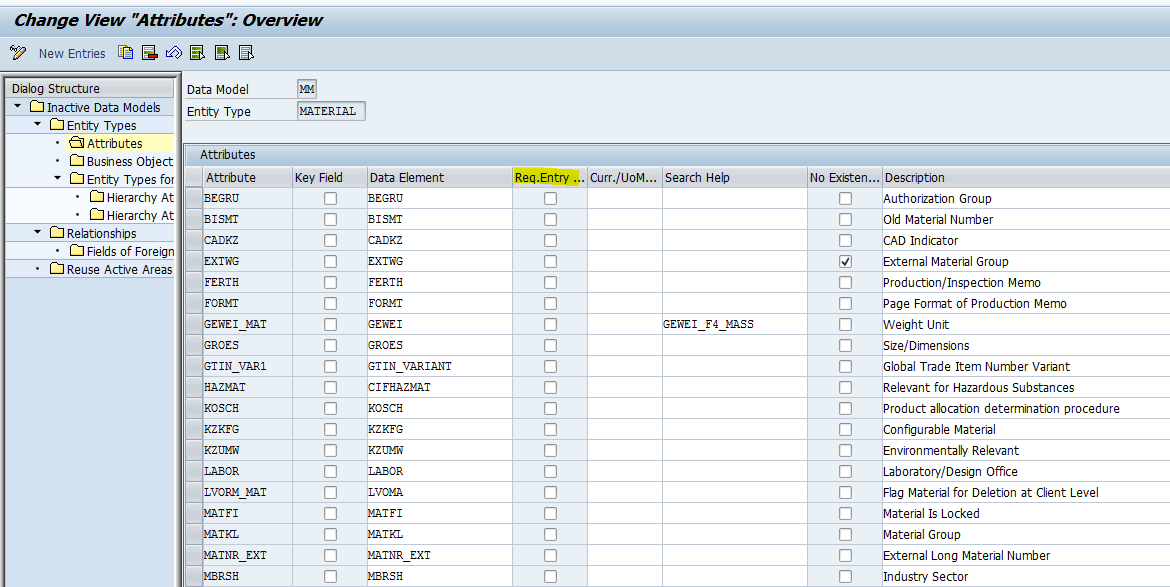 Change View "Attributes": Overview
New Entries
Dialog Structure
Inactive Data Models
Entity Types
Attributes
Business Object
Entity Types for
Hierarchy At
Hierarchy At
Relationships
Fields of Foreign
Reuse Active Areas
Data Model MM
Entity Type MATERIAL
Attributes
Attribute Key Field Data Element Req.Entry ... Curr./UoM... Search Help No Existen... Description
BEGRU BEGRU Authorization Group
BISMT BISMT Old Material Number
CADKZ CADKZ CAD Indicator
EXTWG EXTWG External Material Group
FERTH FERTH Production/Inspection Memo
FORMT FORMT Page Format of Production Memo
GEWEI_MAT GEWEI GEWEI_F4_MASS Weight Unit
GROES GROES Size/Dimensions
GTIN_VAR1 GTIN_VARIANT Global Trade Item Number Variant
HAZMAT CIFHAZMAT Relevant for Hazardous Substances
KOSCH KOSCH Product allocation determination procedure
KZKFG KZKFG Configurable Material
KZUMW KZUMW Environmentally Relevant
LABOR LABOR Laboratory/Design Office
LVORM_MAT LVOMA Flag Material for Deletion at Client Level
MATFI MATFI Material Is Locked
MATKL MATKL Material Group
MATNR_EXT MATNR_EXT External Long Material Number
MBRSH MBRSH Industry Sector